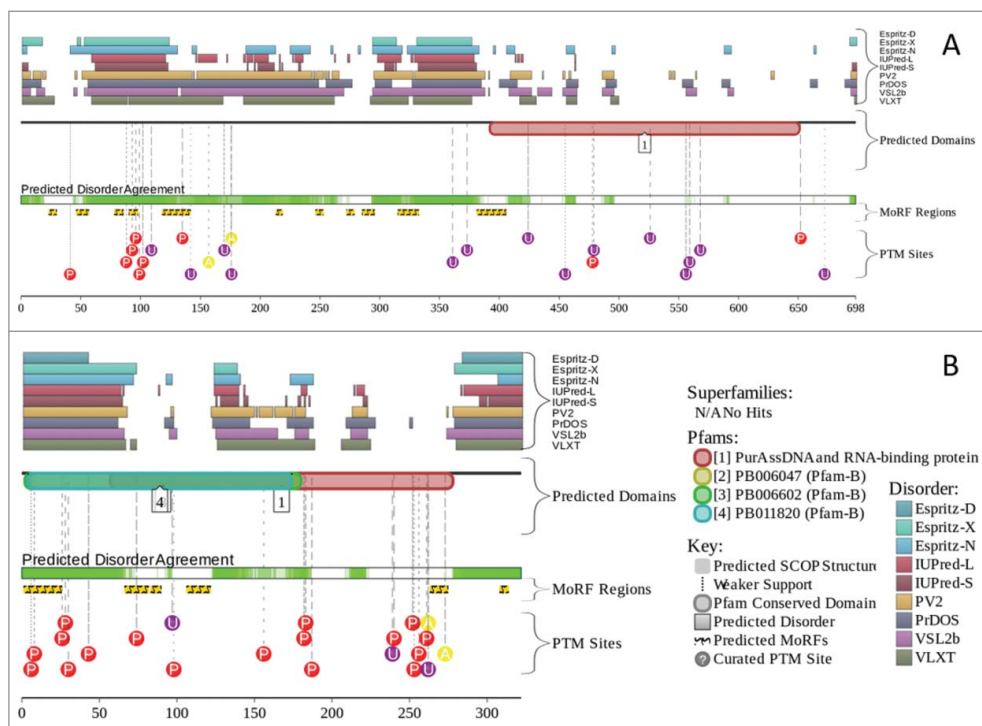 A
Espritz-D
Espritz-X
Espritz-N
IUPred-L
IUPred-S
PV2
PrDOS
VSL2b
VLXT
1
Predicted Domains
Predicted Disorder Agreement
MoRF Regions
P P A
P U U U U U U
P P A U P U
P P U U U U U
PTM Sites
0 50 100 150 200 250 300 350 400 450 500 550 600 650 698
B
Espritz-D
Espritz-X
Espritz-N
IUPred-L
IUPred-S
PV2
PrDOS
VSL2b
VLXT
4 1
Predicted Domains
Predicted Disorder Agreement
MoRF Regions
P U P P A
P P P P P
P P P U P A
P P P P P U
PTM Sites
0 50 100 150 200 250 300
Superfamilies:
N/A No Hits
Pfams:
[1] PurAssDNA and RNA-binding protein
[2] PB006047 (Pfam-B)
[3] PB006602 (Pfam-B)
[4] PB011820 (Pfam-B)
Key:
Predicted SCOP Structure
Weaker Support
Pfam Conserved Domain
Predicted Disorder
Predicted MoRFs
? Curated PTM Site
Disorder:
Espritz-D
Espritz-X
Espritz-N
IUPred-L
IUPred-S
PV2
PrDOS
VSL2b
VLXT